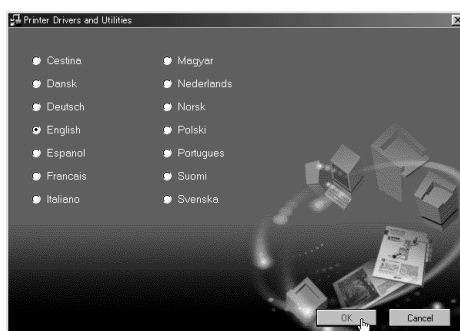 Printer Drivers and Utilities
Cestina
Dansk
Deutsch
English
Espanol
Francais
Italiano
Magyar
Nederlands
Norsk
Polski
Portugues
Suomi
Svenska
OK
Cancel